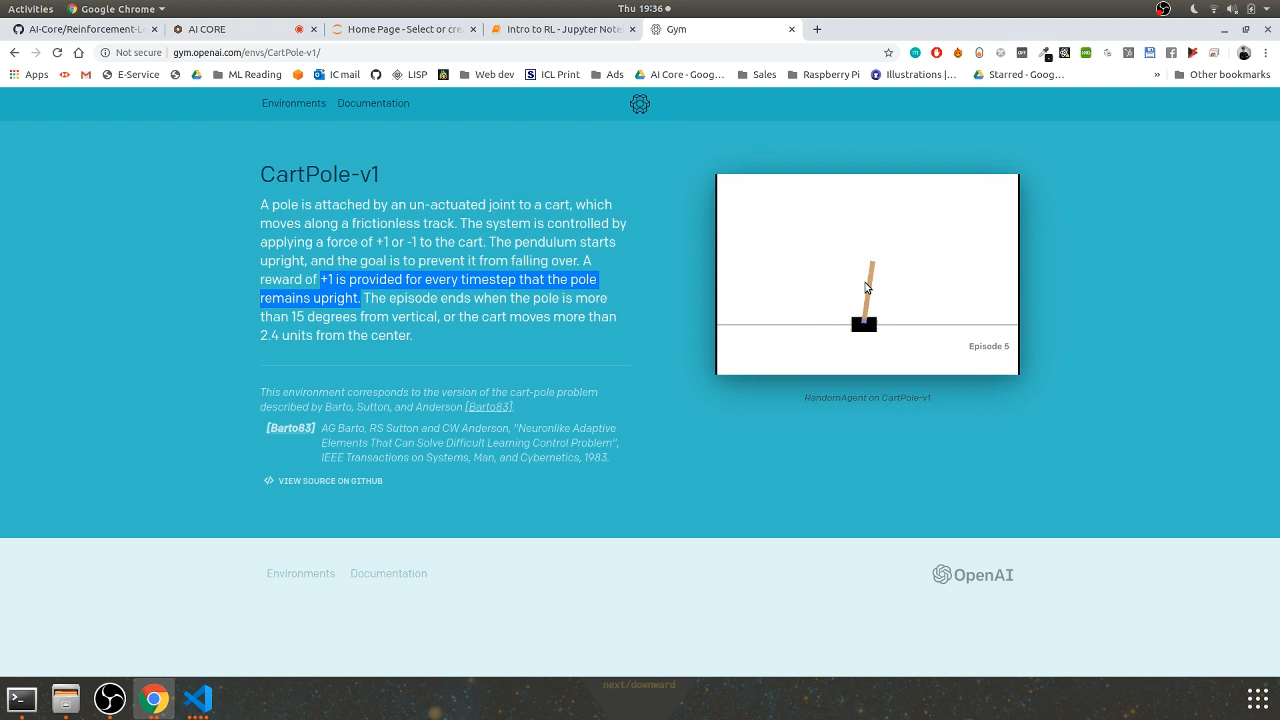 Activities
Google Chrome
Thu 19:36
AI-Core/Reinforcement-Le
AI CORE
Home Page - Select or cre
Intro to RL - Jupyter Note
Gym
Not secure
gym.openai.com/envs/CartPole-v1/
Apps
E-Service
ML Reading
IC mail
LISP
Web dev
ICL Print
Ads
AI Core - Goog...
Sales
Raspberry Pi
Illustrations |...
Starred - Goog...
»
Other bookmarks
Environments
Documentation
CartPole-v1
A pole is attached by an un-actuated joint to a cart, which
moves along a frictionless track. The system is controlled by
applying a force of +1 or -1 to the cart. The pendulum starts
upright, and the goal is to prevent it from falling over. A
reward of +1 is provided for every timestep that the pole
remains upright. The episode ends when the pole is more
than 15 degrees from vertical, or the cart moves more than
2.4 units from the center.
This environment corresponds to the version of the cart-pole problem
described by Barto, Sutton, and Anderson [Barto83].
[Barto83] AG Barto, RS Sutton and CW Anderson, "Neuronlike Adaptive
Elements That Can Solve Difficult Learning Control Problem",
IEEE Transactions on Systems, Man, and Cybernetics, 1983.
VIEW SOURCE ON GITHUB
Episode 5
RandomAgent on CartPole-v1
Environments
Documentation
OpenAI
next/downward